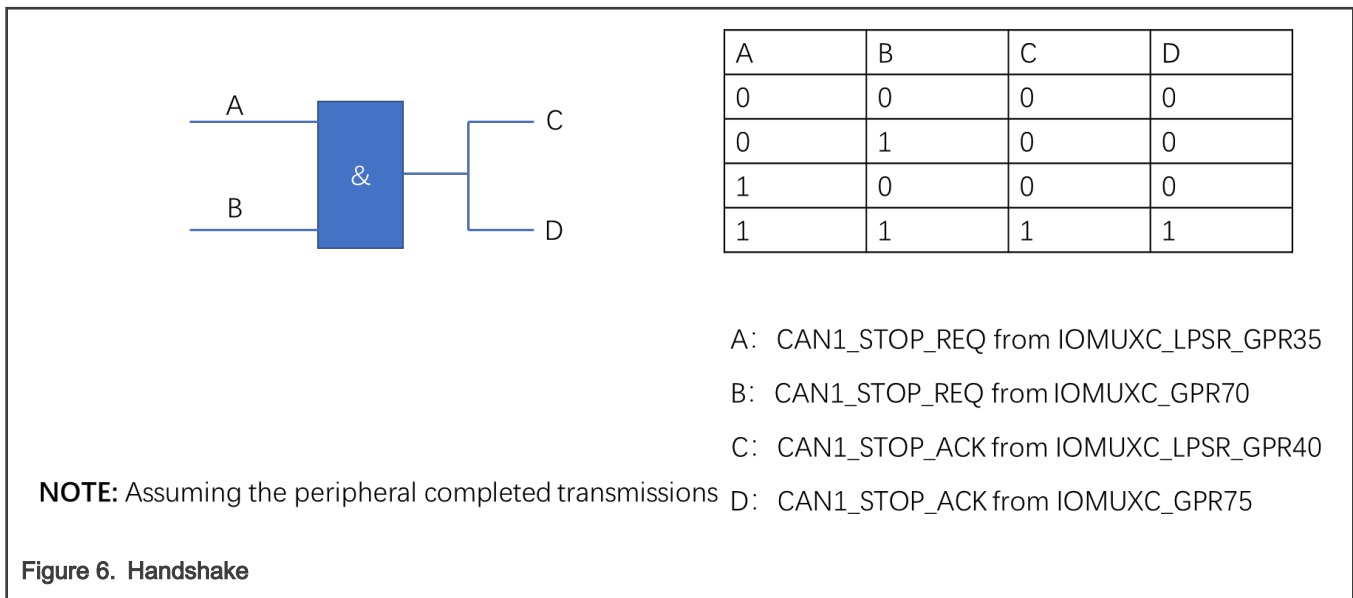 A
B
&
C
D
A B C D
0 0 0 0
0 1 0 0
1 0 0 0
1 1 1 1
A: CAN1_STOP_REQ from IOMUXC_LPSR_GPR35
B: CAN1_STOP_REQ from IOMUXC_GPR70
C: CAN1_STOP_ACK from IOMUXC_LPSR_GPR40
D: CAN1_STOP_ACK from IOMUXC_GPR75
NOTE: Assuming the peripheral completed transmissions
Figure 6. Handshake